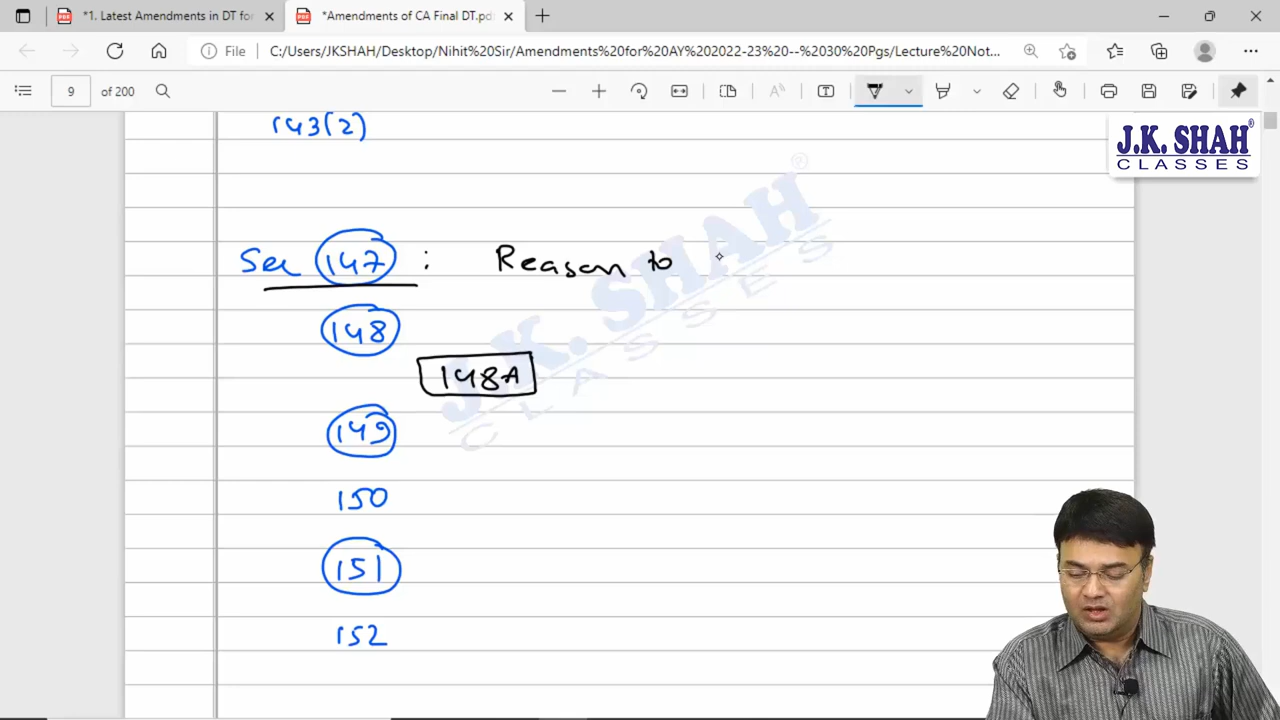 *1. Latest Amendments in DT for
*Amendments of CA Final DT.pd
File
C:/Users/JKSHAH/Desktop/Nihit%20Sir/Amendments%20for%20AY%202022-23%20--%2030%20Pgs/Lecture%20Not...
9 of 200
J.K. SHAH®
CLASSES
143(2)
Sec 147 : Reason to
148
148A
149
150
151
152
J.K. SHAH®
CLASSES